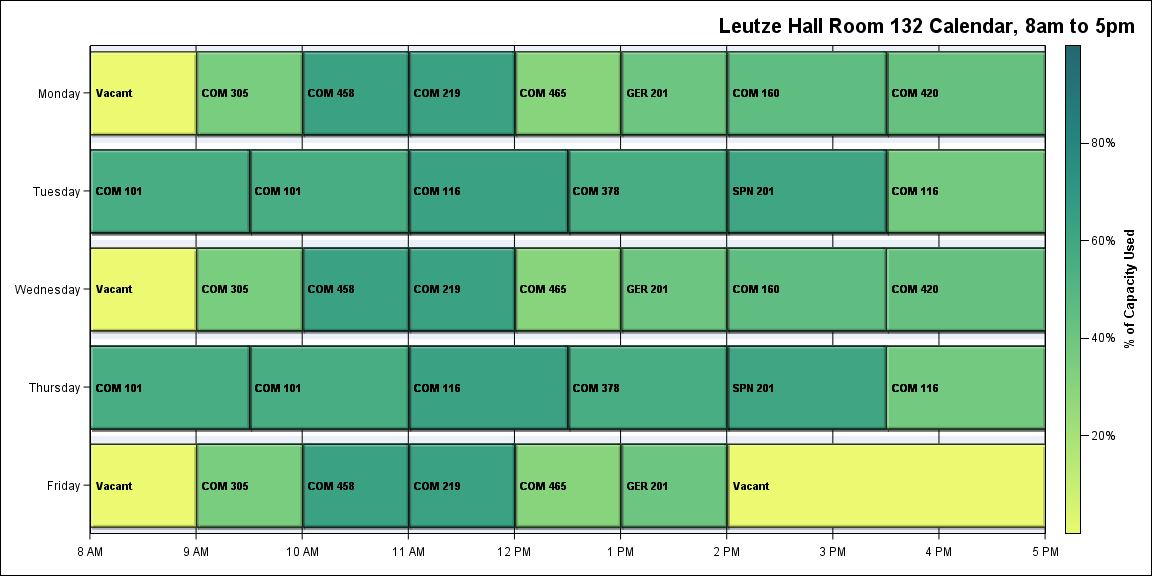 Leutze Hall Room 132 Calendar, 8am to 5pm
Monday
Vacant
COM 305
COM 458
COM 219
COM 465
GER 201
COM 160
COM 420
Tuesday
COM 101
COM 101
COM 116
COM 378
SPN 201
COM 116
Wednesday
Vacant
COM 305
COM 458
COM 219
COM 465
GER 201
COM 160
COM 420
Thursday
COM 101
COM 101
COM 116
COM 378
SPN 201
COM 116
Friday
Vacant
COM 305
COM 458
COM 219
COM 465
GER 201
Vacant
8 AM
9 AM
10 AM
11 AM
12 PM
1 PM
2 PM
3 PM
4 PM
5 PM
80%
60%
40%
20%
% of Capacity Used